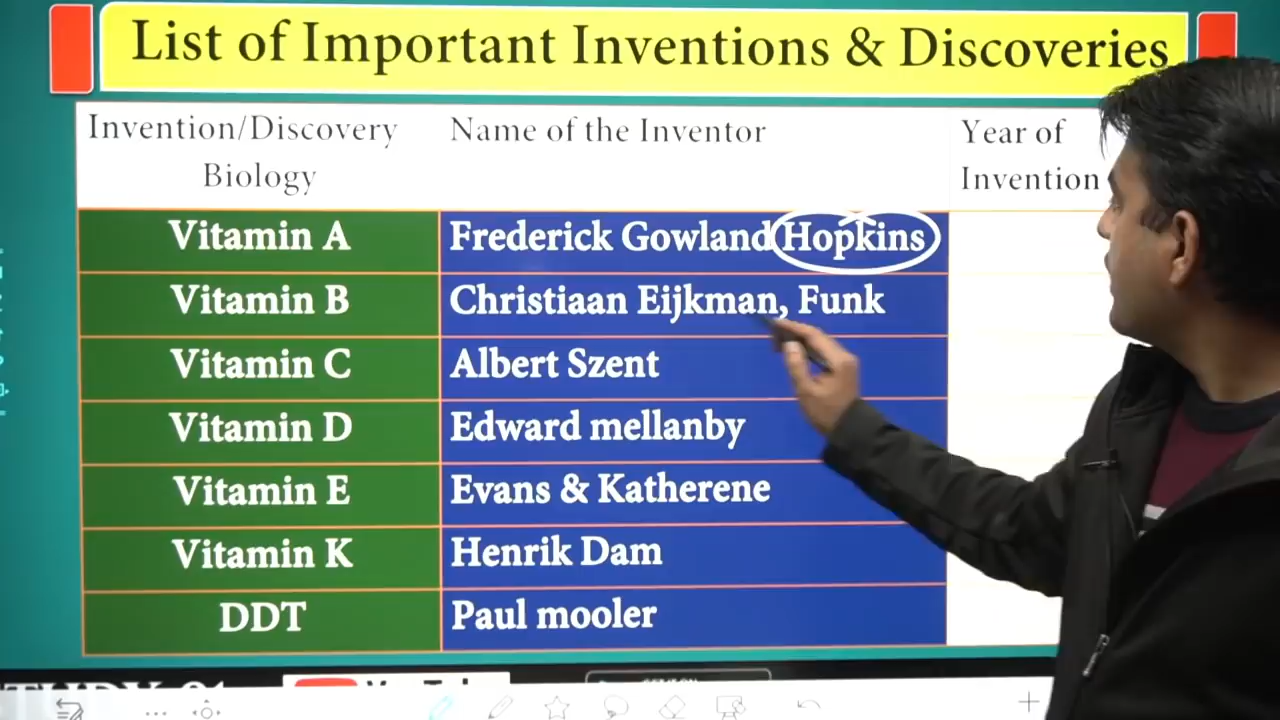 List of Important Inventions & Discoveries
Invention/Discovery Name of the Inventor Year of
Biology Invention
Vitamin A Frederick Gowland Hopkins
Vitamin B Christiaan Eijkman, Funk
Vitamin C Albert Szent
Vitamin D Edward mellanby
Vitamin E Evans & Katherene
Vitamin K Henrik Dam
DDT Paul mooler